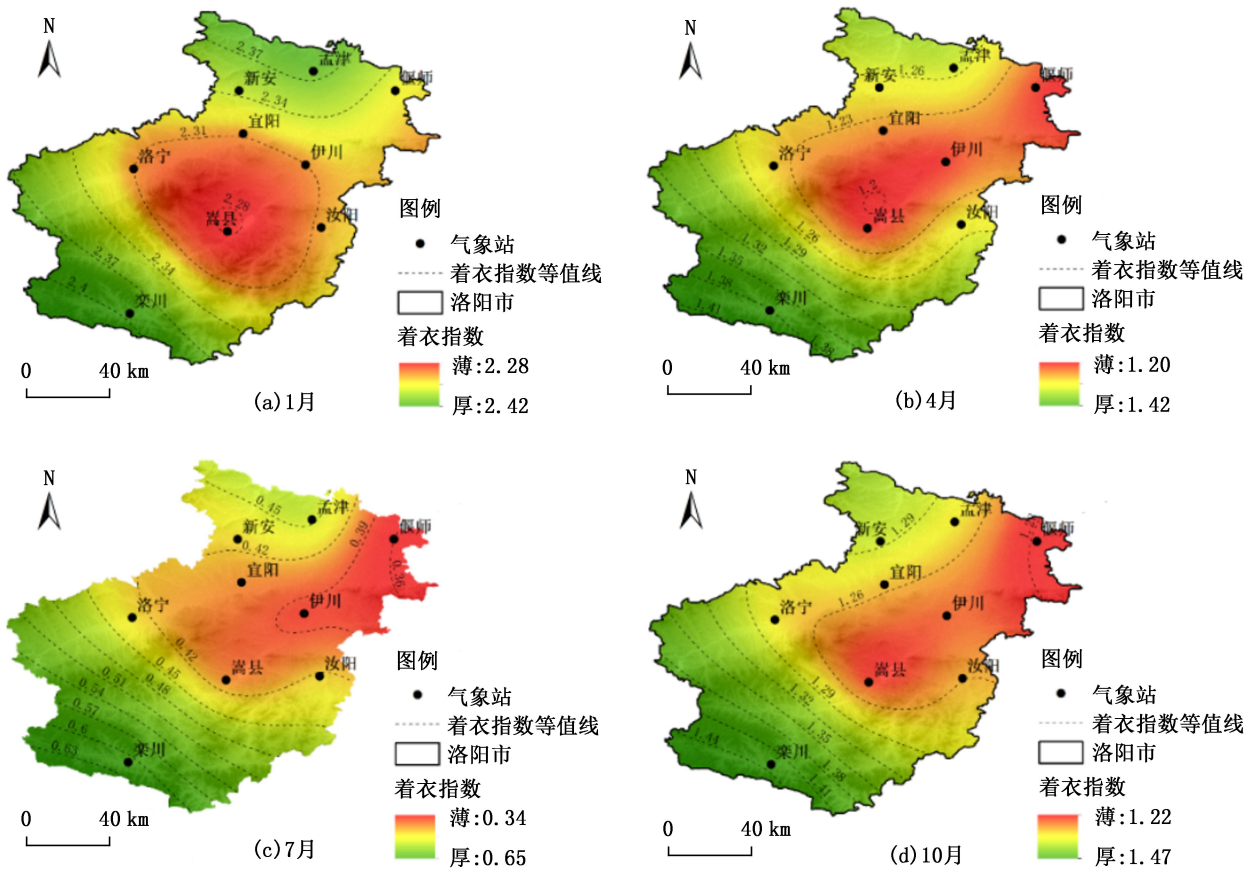 N
2.37
孟津
新安
偃师
2.34
宜阳
2.31
洛宁
伊川
2.28
嵩县
汝阳
2.37
2.34
2.4
栾川
图例
气象站
着衣指数等值线
洛阳市
着衣指数
薄:2.28
厚:2.42
0 40 km
(a)1月
N
孟津
1.26
新安
偃师
1.23
宜阳
洛宁
伊川
嵩县
汝阳
1.26
1.29
1.32
1.35
1.38
1.41
栾川
图例
气象站
着衣指数等值线
洛阳市
着衣指数
薄:1.20
厚:1.42
0 40 km
(b)4月
N
0.45
孟津
新安
0.39
偃师
0.42
0.36
宜阳
洛宁
伊川
0.42
嵩县
汝阳
0.45
0.48
0.51
0.54
0.57
0.6
0.63
栾川
图例
气象站
着衣指数等值线
洛阳市
着衣指数
薄:0.34
厚:0.65
0 40 km
(c)7月
N
孟津
1.29
新安
偃师
宜阳
1.26
洛宁
伊川
嵩县
汝阳
1.29
1.32
1.35
1.38
1.41
1.44
栾川
图例
气象站
着衣指数等值线
洛阳市
着衣指数
薄:1.22
厚:1.47
0 40 km
(d)10月